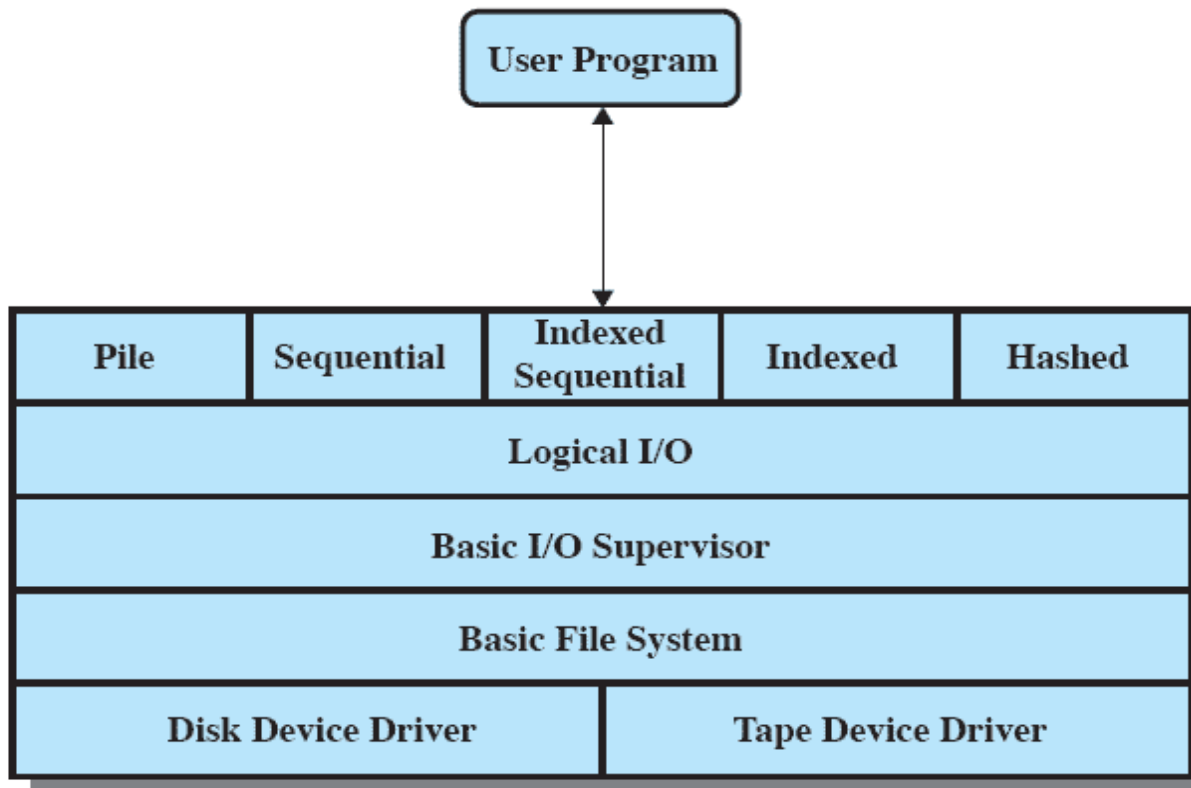 User Program
Pile
Sequential
Indexed
Sequential
Indexed
Hashed
Logical I/O
Basic I/O Supervisor
Basic File System
Disk Device Driver
Tape Device Driver